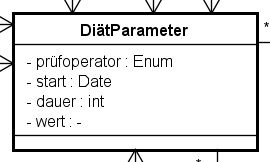 DiätParameter
*
- prüfoperator : Enum
- start : Date
- dauer : int
- wert : -
*